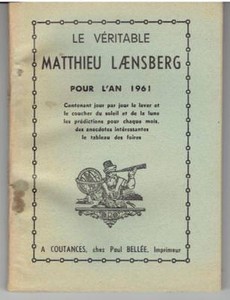 LE VÉRITABLE
MATTHIEU LÆNSBERG
POUR L'AN 1961
Contenant jour par jour le lever et
le coucher du soleil et de la lune
les prédictions pour chaque mois,
des anecdotes intéressantes
le tableau des foires
A COUTANCES, chez Paul BELLÉE, Imprimeur